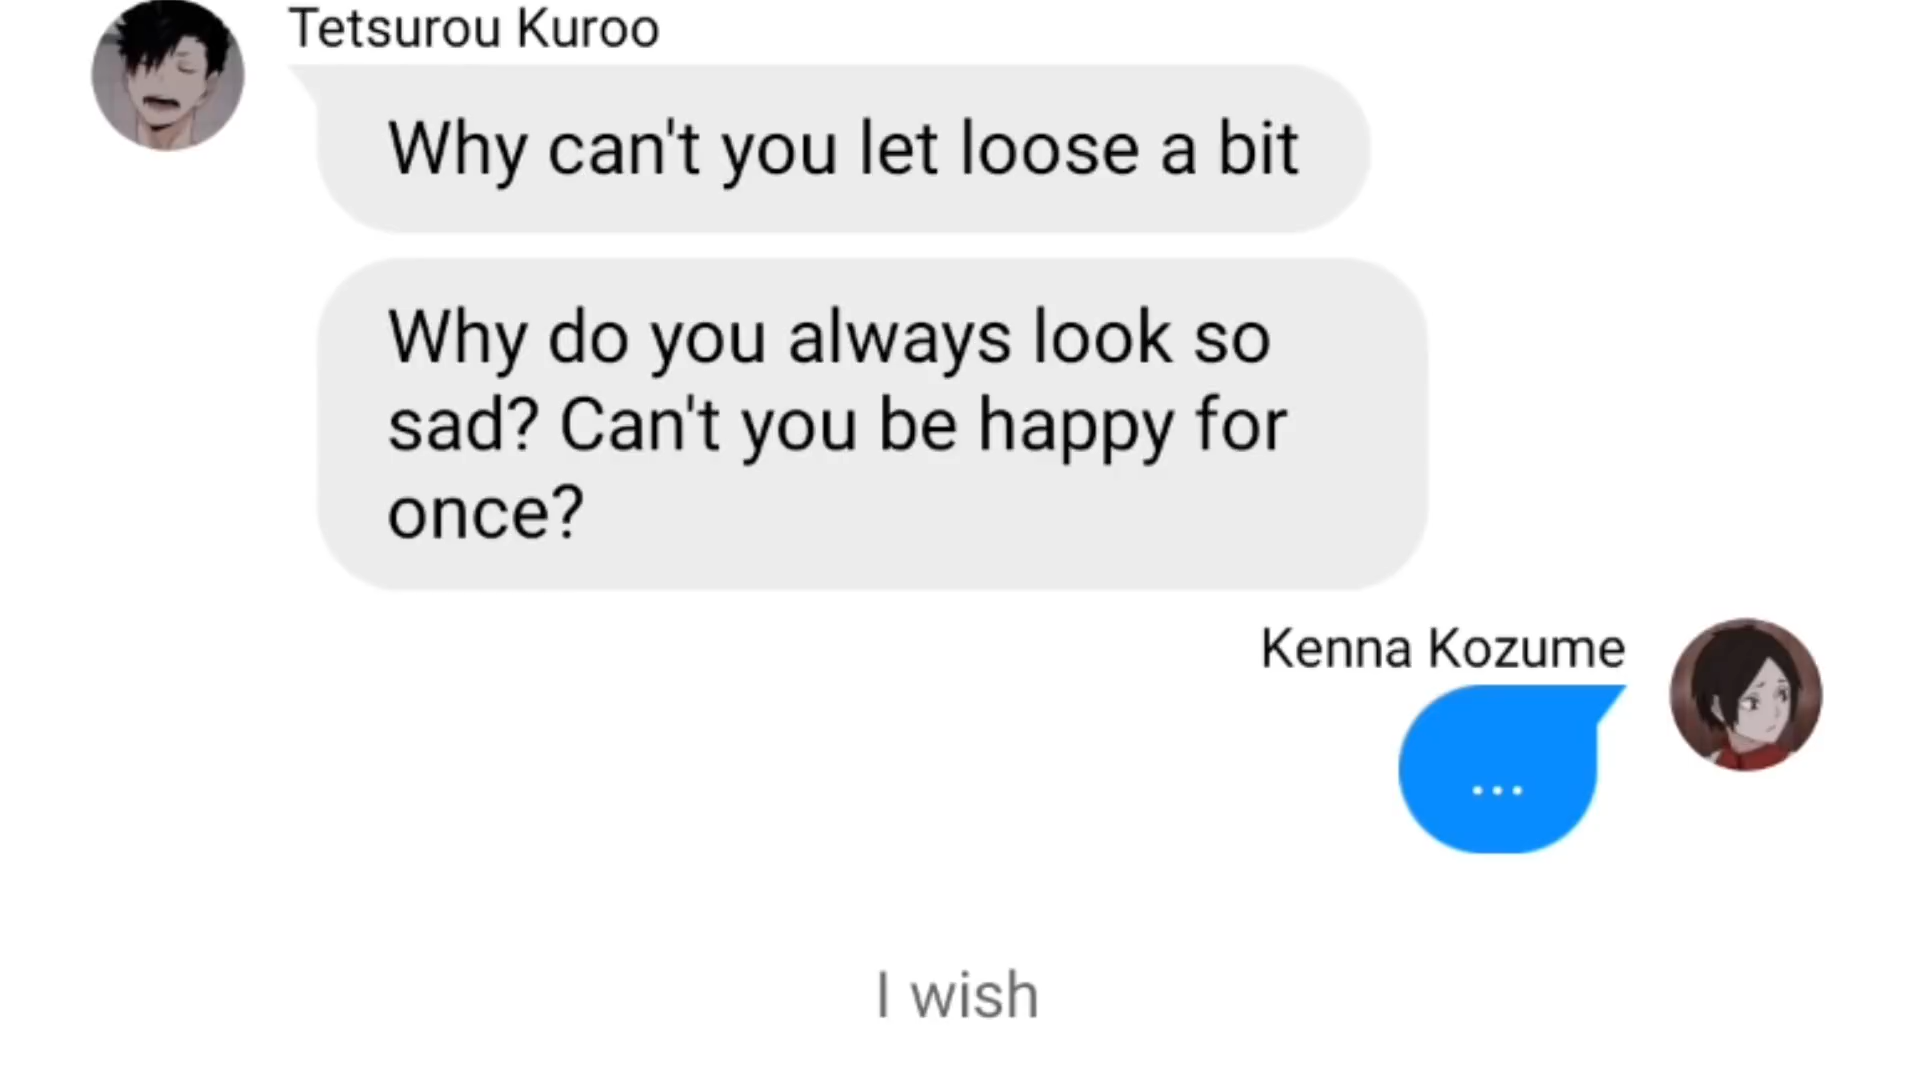 Tetsurou Kuroo
Why can't you let loose a bit
Why do you always look so
sad? Can't you be happy for
once?
Kenna Kozume
...
I wish